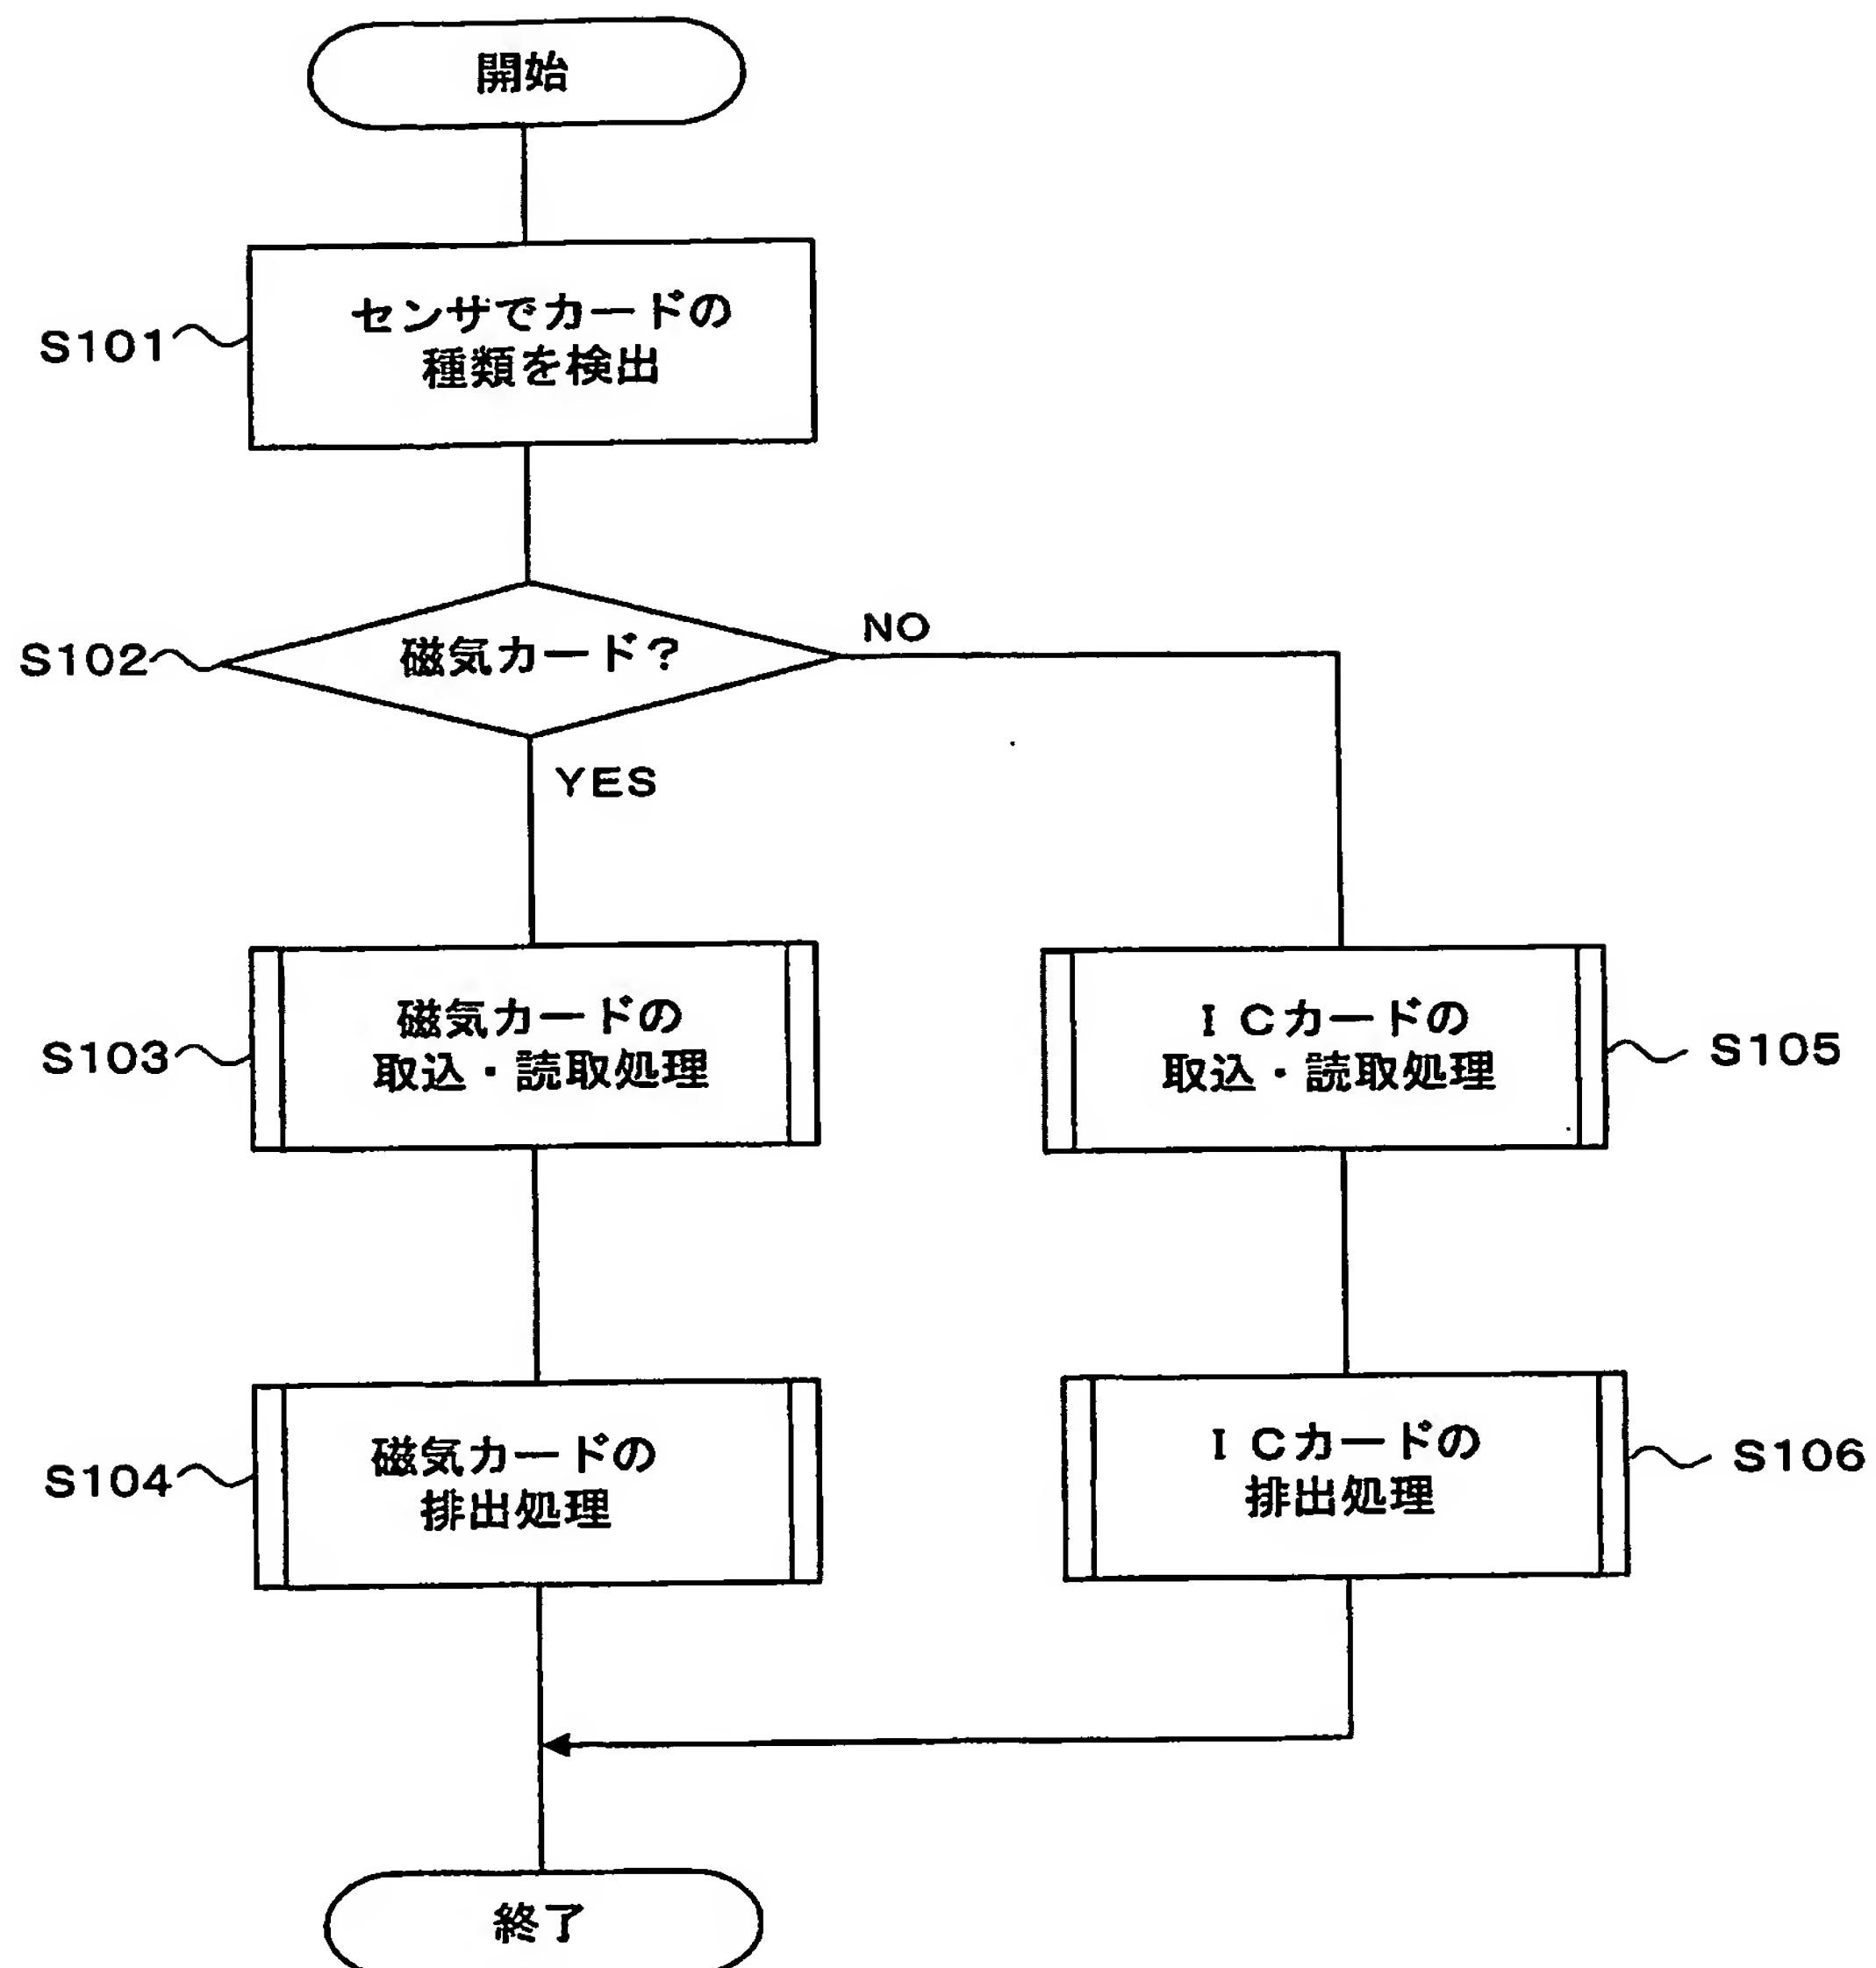 開始
S101
センサでカードの
種類を検出
S102
磁気カード?
NO
YES
S103
磁気カードの
取込・読取処理
ICカードの
取込・読取処理
S105
S104
磁気カードの
排出処理
ICカードの
排出処理
S106
終了